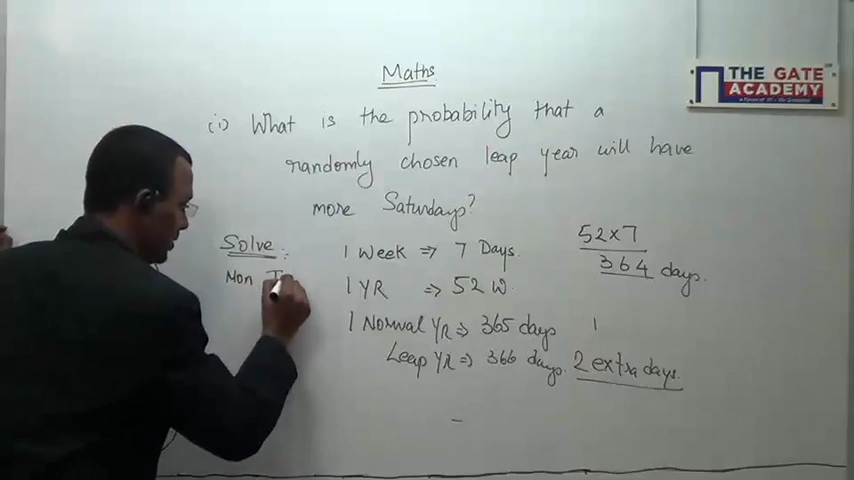 Maths
(i) What is the probability that a
randomly chosen leap year will have
more Saturdays?
Solve:
Mon T
1 Week ⇒ 7 Days.
1 YR ⇒ 52 W.
1 Normal YR ⇒ 365 days 1
Leap YR ⇒ 366 days. 2 extra days.
52×7
364 days.
THE GATE
ACADEMY